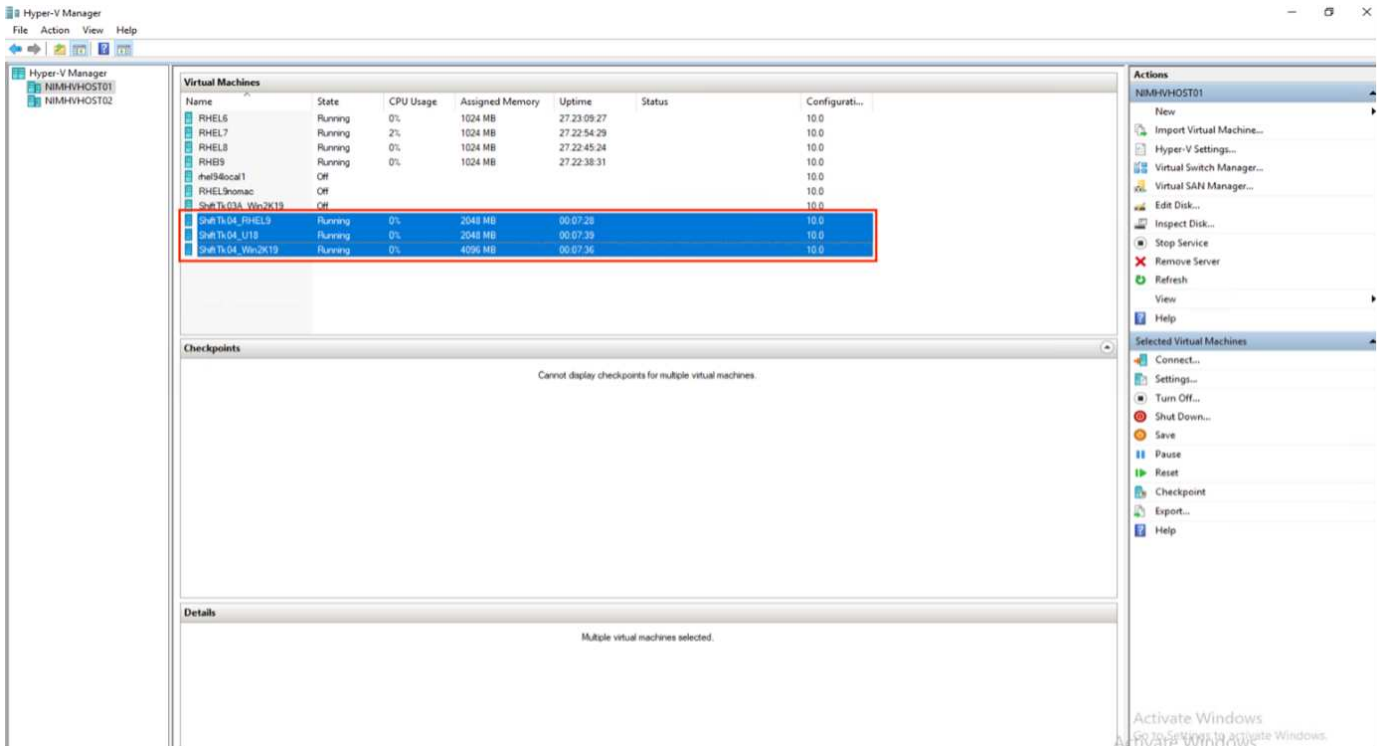 Hyper-V Manager
File Action View Help
Hyper-V Manager
NIMHVHOST01
NIMHVHOST02
Virtual Machines
Name State CPU Usage Assigned Memory Uptime Status Configurati...
RHEL6 Running 0% 1024 MB 27.23:09:27 10.0
RHEL7 Running 2% 1024 MB 27.22:54:29 10.0
RHEL8 Running 0% 1024 MB 27.22:45:24 10.0
Running 0% 1024 MB 27.22:38:31 10.0
rhel94local1 Off 10.0
RHEL9nomac Off 10.0
ShiftTk03A_Win2K19 Off 10.0
ShiftTk04_RHEL9 Running 0% 2048 MB 00:07:28 10.0
ShiftTk04_U18 Running 0% 2048 MB 00:07:39 10.0
ShiftTk04_Win2K19 Running 0% 4096 MB 00:07:36 10.0
Checkpoints
Cannot display checkpoints for multiple virtual machines.
Details
Multiple virtual machines selected.
Actions
NIMHVHOST01
New
Import Virtual Machine...
Hyper-V Settings...
Virtual Switch Manager...
Virtual SAN Manager...
Edit Disk...
Inspect Disk...
Stop Service
Remove Server
Refresh
View
Help
Selected Virtual Machines
Connect...
Settings...
Turn Off...
Shut Down...
Save
Pause
Reset
Checkpoint
Export...
Help
Activate Windows
Go to Settings to activate Windows.
Activate Windows